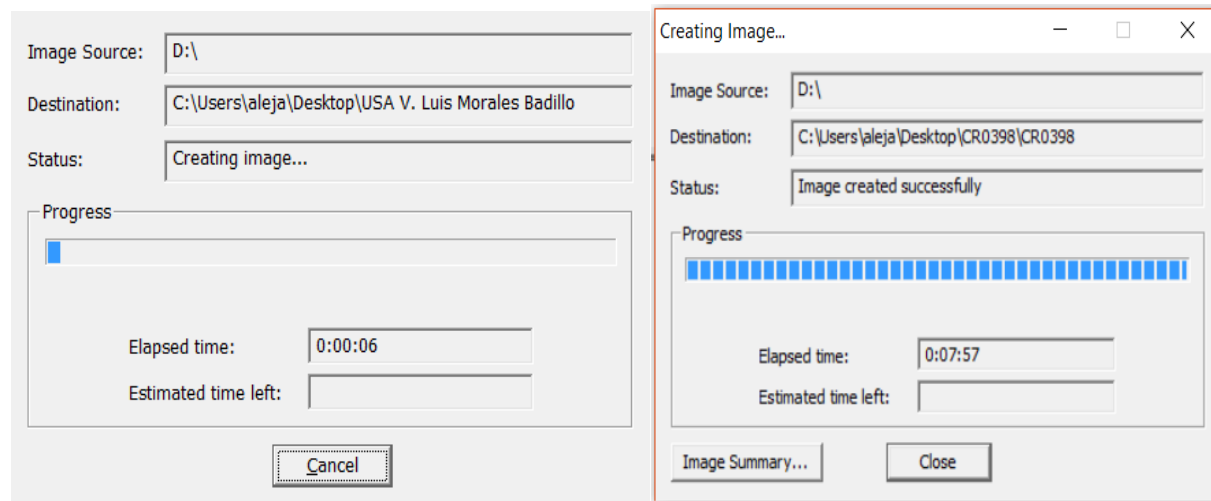 Image Source: D:\
Destination: C:\Users\aleja\Desktop\USA V. Luis Morales Badillo
Status: Creating image...
Progress
Elapsed time: 0:00:06
Estimated time left:
Cancel
Creating Image...
Image Source: D:\
Destination: C:\Users\aleja\Desktop\CR0398\CR0398
Status: Image created successfully
Progress
Elapsed time: 0:07:57
Estimated time left:
Image Summary... Close